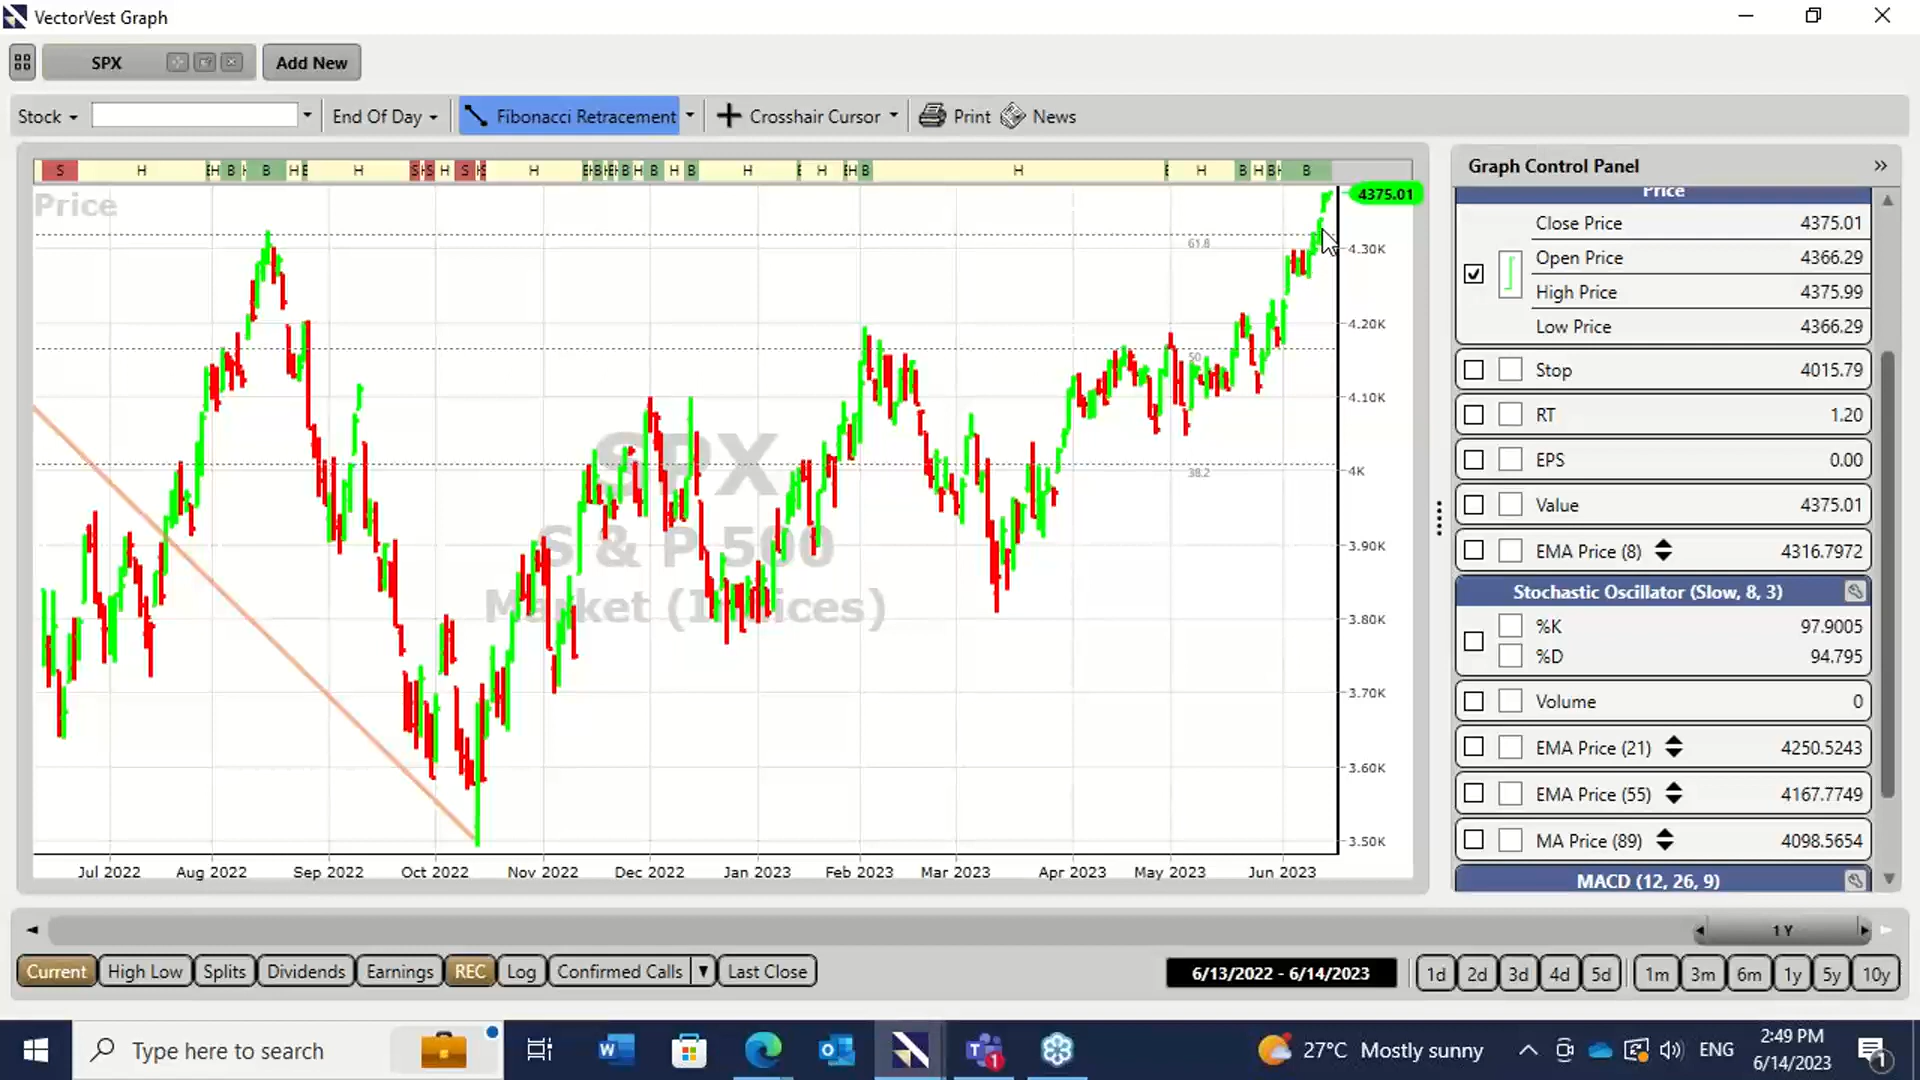 VectorVest Graph
SPX
Add New
Stock
End Of Day
Fibonacci Retracement
Crosshair Cursor
Print
News
S H B B H E H S S H S S H B H B H B H E H H B H E H B H B
Price
4375.01
61.8
4.30K
4.20K
50
4.10K
38.2
4K
3.90K
3.80K
3.70K
3.60K
3.50K
SPX
S & P 500
Market (Indices)
Jul 2022 Aug 2022 Sep 2022 Oct 2022 Nov 2022 Dec 2022 Jan 2023 Feb 2023 Mar 2023 Apr 2023 May 2023 Jun 2023
Graph Control Panel
Price
Close Price 4375.01
Open Price 4366.29
High Price 4375.99
Low Price 4366.29
Stop 4015.79
RT 1.20
EPS 0.00
Value 4375.01
EMA Price (8) 4316.7972
Stochastic Oscillator (Slow, 8, 3)
%K 97.9005
%D 94.795
Volume 0
EMA Price (21) 4250.5243
EMA Price (55) 4167.7749
MA Price (89) 4098.5654
MACD (12, 26, 9)
1 Y
Current High Low Splits Dividends Earnings REC Log Confirmed Calls Last Close
6/13/2022 - 6/14/2023
1d 2d 3d 4d 5d 1m 3m 6m 1y 5y 10y
Type here to search
27°C Mostly sunny
ENG
2:49 PM
6/14/2023
1
1